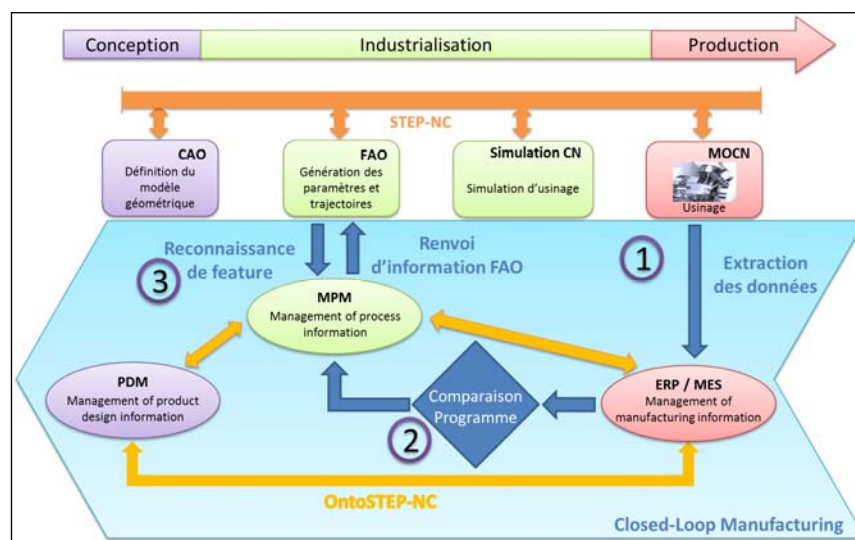 Conception
Industrialisation
Production
STEP-NC
CAO
Définition du
modèle
géométrique
FAO
Génération des
paramètres et
trajectoires
Simulation CN
Simulation d'usinage
MOCN
Usinage
3
Reconnaissance
de feature
Renvoi
d'information FAO
1
Extraction
des données
MPM
Management of process
information
PDM
Management of product
design information
Comparaison
Programme
2
ERP / MES
Management of
manufacturing information
OntoSTEP-NC
Closed-Loop Manufacturing